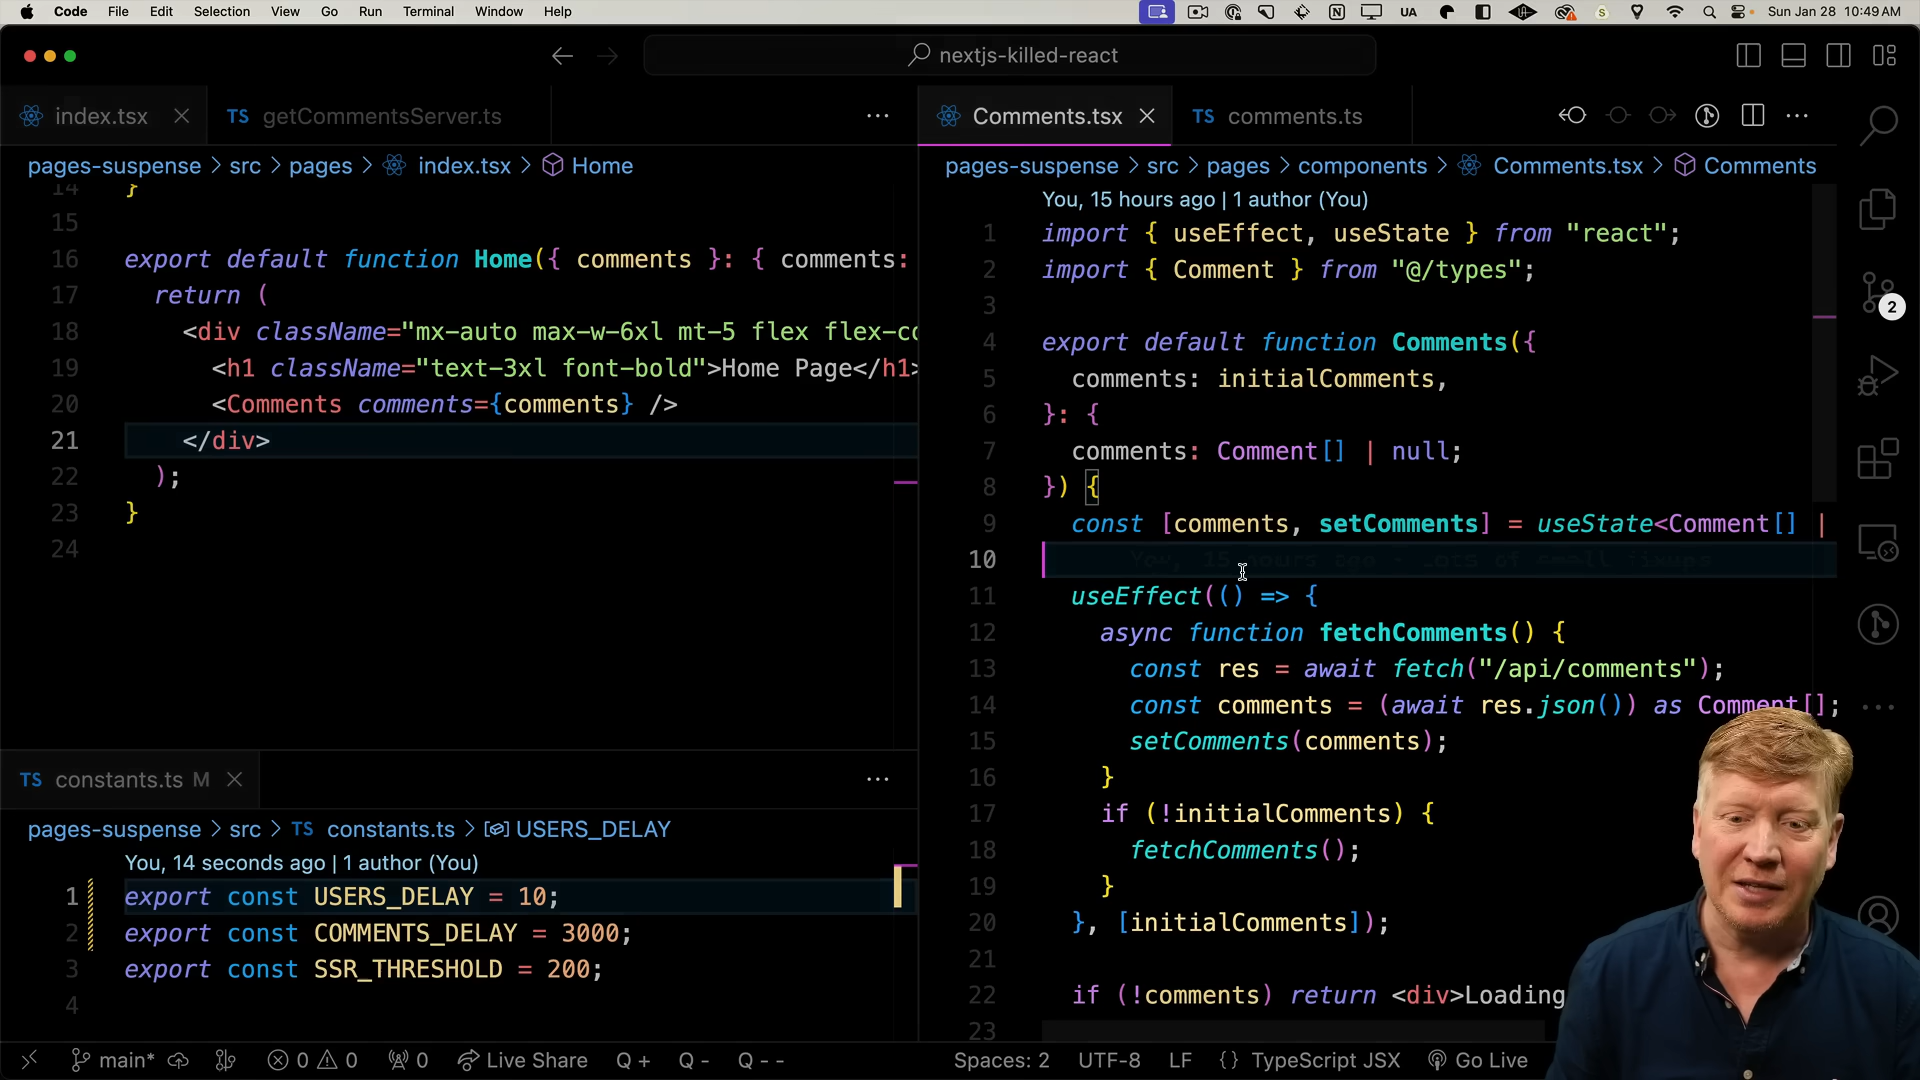 Code File Edit Selection View Go Run Terminal Window Help
UA
Sun Jan 28 10:49 AM
nextjs-killed-react
index.tsx
TS getCommentsServer.ts
pages-suspense > src > pages > index.tsx > Home
14 }
15
16 export default function Home({ comments }: { comments:
17 return (
18 <div className="mx-auto max-w-6xl mt-5 flex flex-co
19 <h1 className="text-3xl font-bold">Home Page</h1>
20 <Comments comments={comments} />
21 </div>
22 );
23 }
24
TS constants.ts M
pages-suspense > src > TS constants.ts > USERS_DELAY
You, 14 seconds ago | 1 author (You)
1 export const USERS_DELAY = 10;
2 export const COMMENTS_DELAY = 3000;
3 export const SSR_THRESHOLD = 200;
4
Comments.tsx
TS comments.ts
pages-suspense > src > pages > components > Comments.tsx > Comments
You, 15 hours ago | 1 author (You)
1 import { useEffect, useState } from "react";
2 import { Comment } from "@/types";
3
4 export default function Comments({
5 comments: initialComments,
6 }: {
7 comments: Comment[] | null;
8 }) {
9 const [comments, setComments] = useState<Comment[] |
10 You, 15 hours ago • Lots of small fixes
11 useEffect(() => {
12 async function fetchComments() {
13 const res = await fetch("/api/comments");
14 const comments = (await res.json()) as Comment[];
15 setComments(comments);
16 }
17 if (!initialComments) {
18 fetchComments();
19 }
20 }, [initialComments]);
21
22 if (!comments) return <div>Loading
23
2
main* 0 0 0 Live Share Q + Q - Q - -
Spaces: 2 UTF-8 LF {} TypeScript JSX Go Live